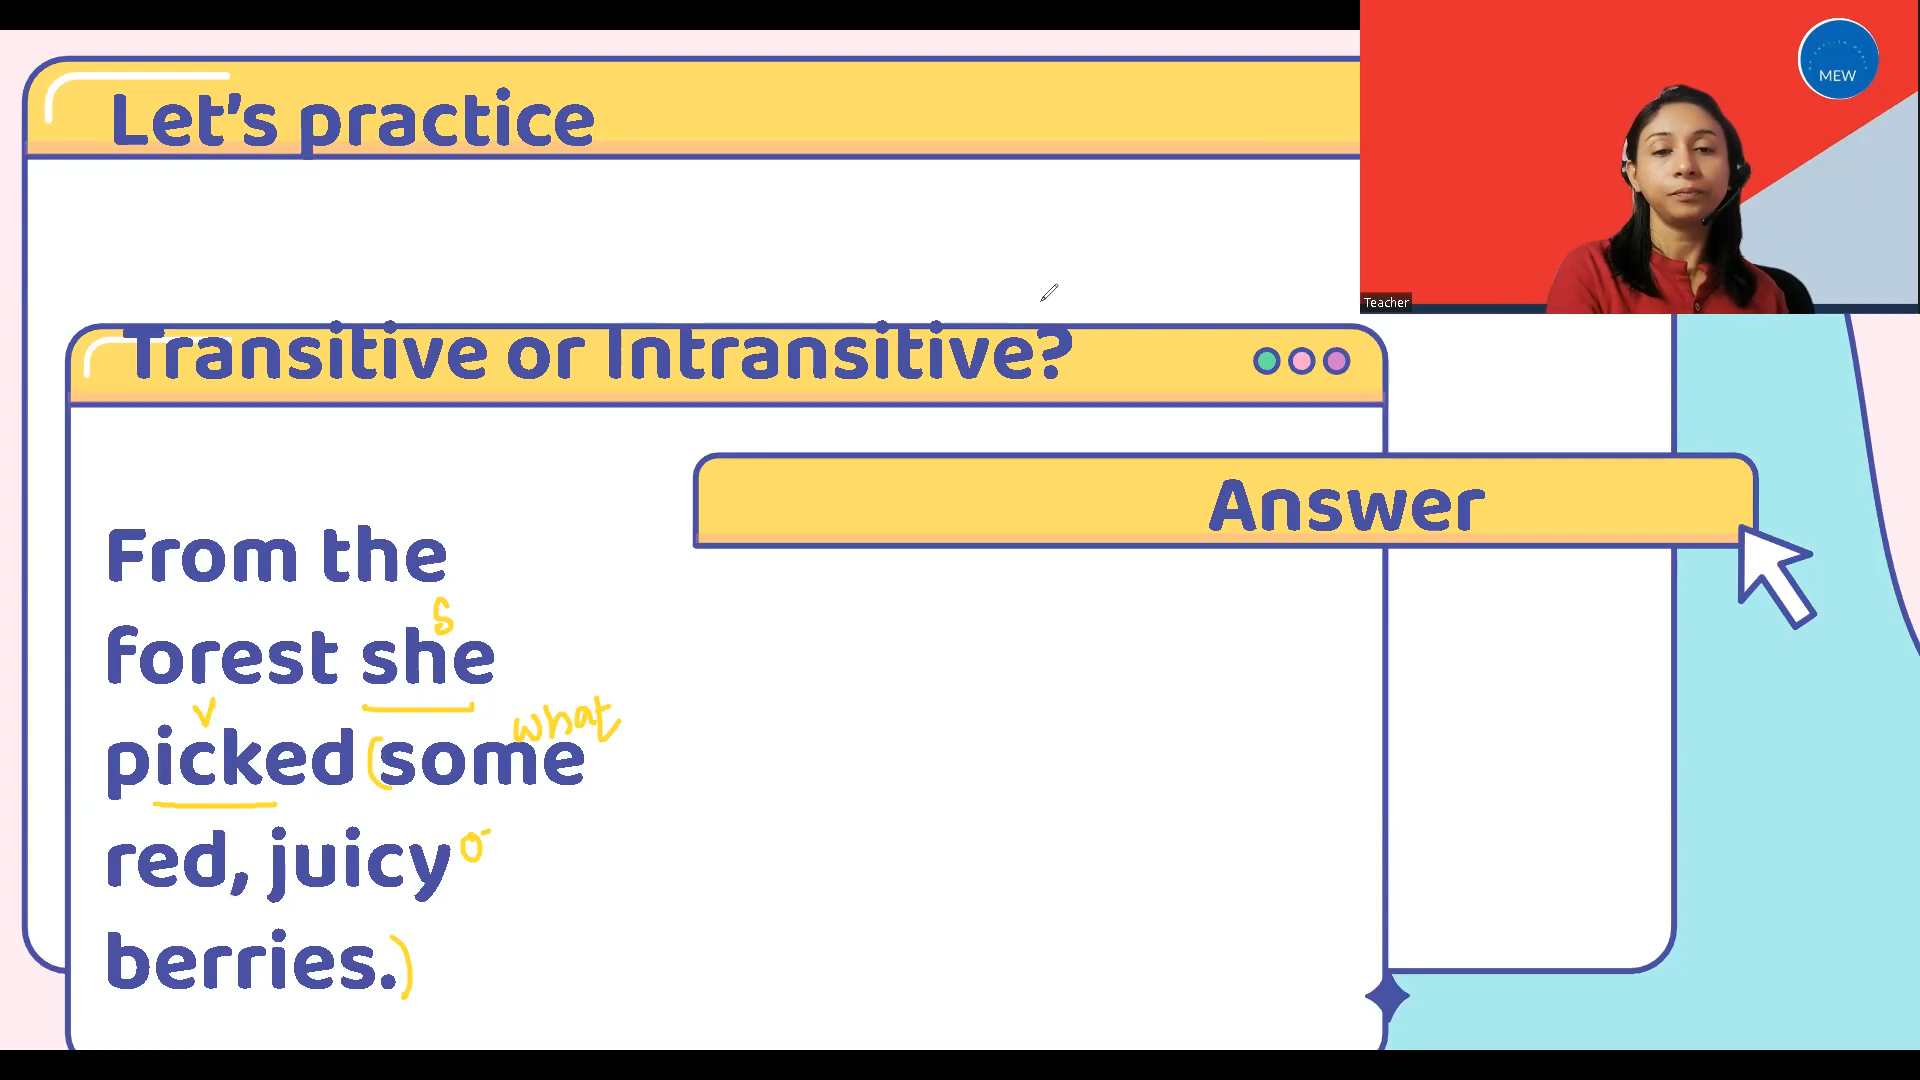 Let's practice
MEW
Teacher
Transitive or Intransitive?
Answer
From the
s
forest she
v
what
picked (some
red, juicy o
berries.)